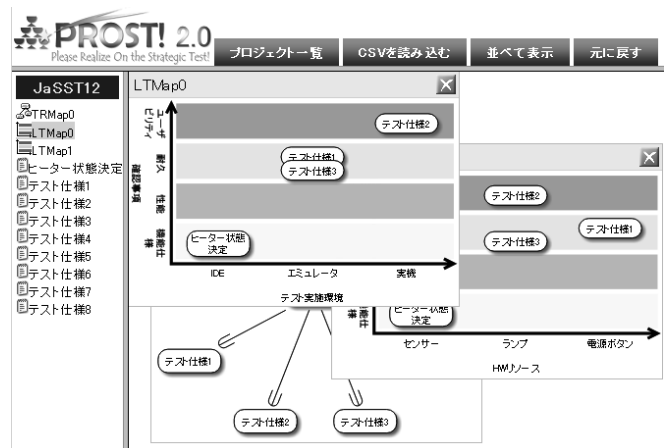 PROST! 2.0
Please Realize On the Strategic Test!
プロジェクト一覧
CSVを読み込む
並べて表示
元に戻す
JaSST12
TRMap0
LTMap0
LTMap1
ヒーター状態決定
テスト仕様1
テスト仕様2
テスト仕様3
テスト仕様4
テスト仕様5
テスト仕様6
テスト仕様7
テスト仕様8
LTMap0
確認事項
ユーザビリティ
耐久
性能
機能仕様
テスト仕様2
テスト仕様1
テスト仕様3
ヒーター状態
決定
IDE
エミュレータ
実機
テスト実施環境
テスト仕様2
テスト仕様1
テスト仕様3
機能仕様
ヒーター状態
決定
センサー
ランプ
電源ボタン
HWリソース
テスト仕様1
テスト仕様2
テスト仕様3